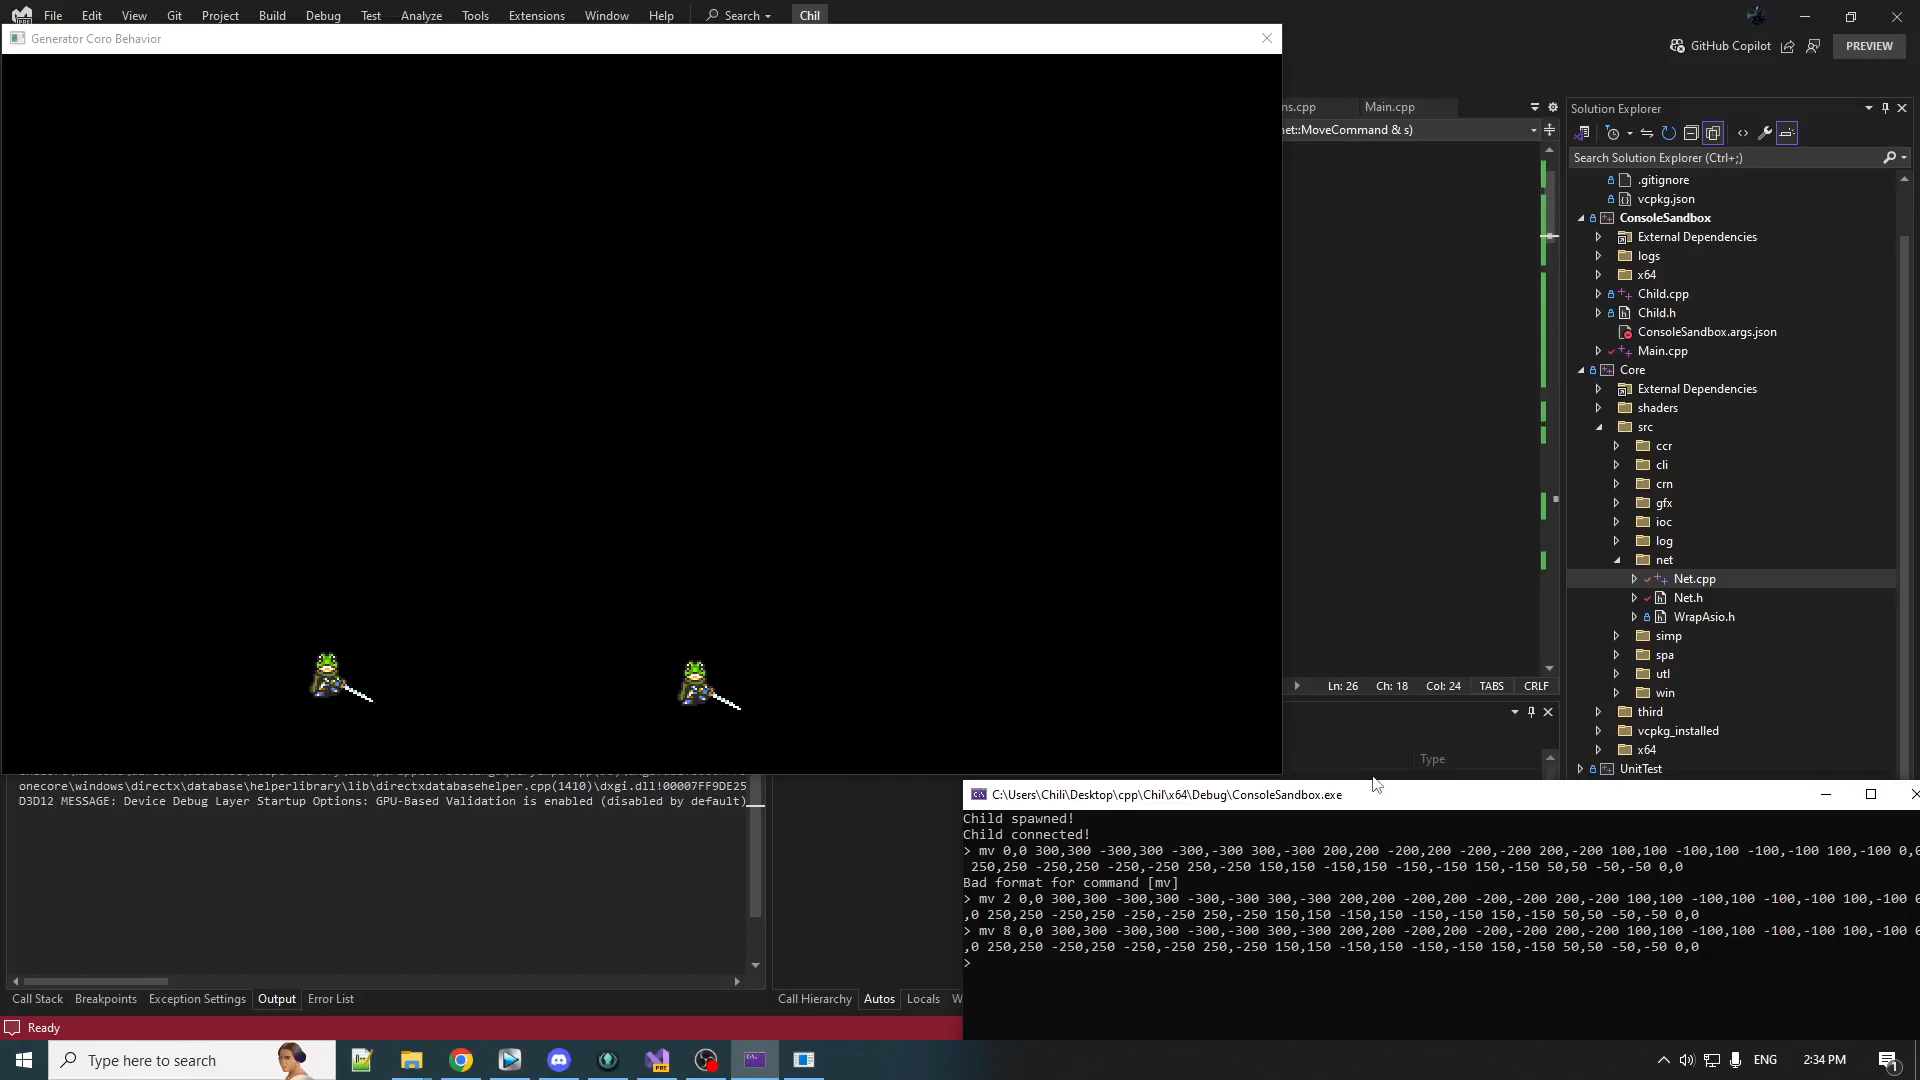 File Edit View Git Project Build Debug Test Analyze Tools Extensions Window Help Search Chil
Generator Coro Behavior
GitHub Copilot PREVIEW
ns.cpp Main.cpp
net::MoveCommand & s)
Solution Explorer
Search Solution Explorer (Ctrl+;)
.gitignore
vcpkg.json
ConsoleSandbox
External Dependencies
logs
x64
Child.cpp
Child.h
ConsoleSandbox.args.json
Main.cpp
Core
External Dependencies
shaders
src
ccr
cli
crn
gfx
ioc
log
net
Net.cpp
Net.h
WrapAsio.h
simp
spa
utl
win
third
vcpkg_installed
x64
UnitTest
Ln: 26 Ch: 18 Col: 24 TABS CRLF
Type
onecore\windows\directx\database\helperlibrary\lib\directxdatabasehelper.cpp(1410)\dxgi.dll!00007FF9DE25
D3D12 MESSAGE: Device Debug Layer Startup Options: GPU-Based Validation is enabled (disabled by default)
C:\Users\Chili\Desktop\cpp\Chil\x64\Debug\ConsoleSandbox.exe
Child spawned!
Child connected!
> mv 0,0 300,300 -300,300 -300,-300 300,-300 200,200 -200,200 -200,-200 200,-200 100,100 -100,100 -100,-100 100,-100 0,0
250,250 -250,250 -250,-250 250,-250 150,150 -150,150 -150,-150 150,-150 50,50 -50,-50 0,0
Bad format for command [mv]
> mv 2 0,0 300,300 -300,300 -300,-300 300,-300 200,200 -200,200 -200,-200 200,-200 100,100 -100,100 -100,-100 100,-100 0
,0 250,250 -250,250 -250,-250 250,-250 150,150 -150,150 -150,-150 150,-150 50,50 -50,-50 0,0
> mv 8 0,0 300,300 -300,300 -300,-300 300,-300 200,200 -200,200 -200,-200 200,-200 100,100 -100,100 -100,-100 100,-100 0
,0 250,250 -250,250 -250,-250 250,-250 150,150 -150,150 -150,-150 150,-150 50,50 -50,-50 0,0
>
Call Stack Breakpoints Exception Settings Output Error List
Call Hierarchy Autos Locals W
Ready
Type here to search
ENG 2:34 PM 1